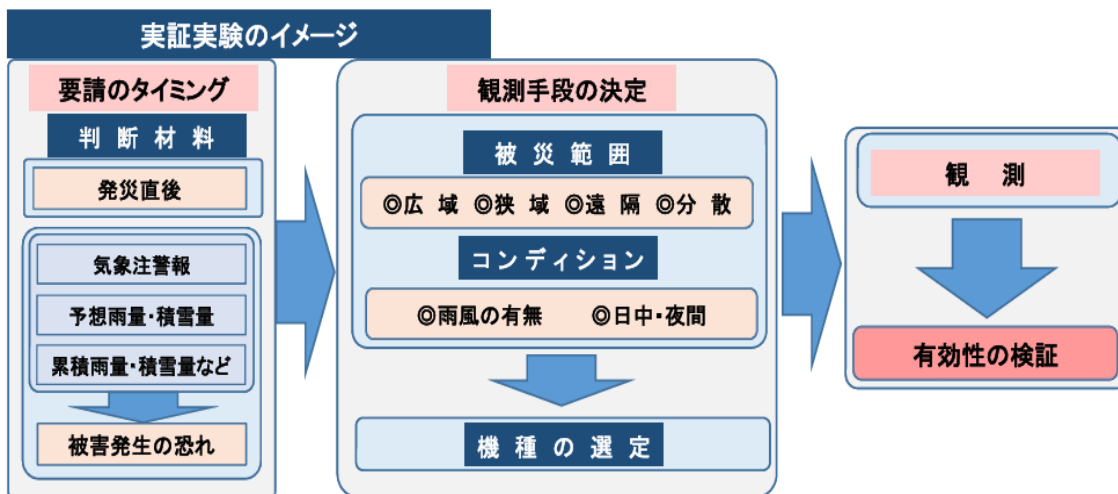 実証実験のイメージ
要請のタイミング
判断材料
発災直後
気象注警報
予想雨量・積雪量
累積雨量・積雪量など
被害発生の恐れ
観測手段の決定
被災範囲
◎広域 ◎狭域 ◎遠隔 ◎分散
コンディション
◎雨風の有無 ◎日中・夜間
機種の選定
観測
有効性の検証